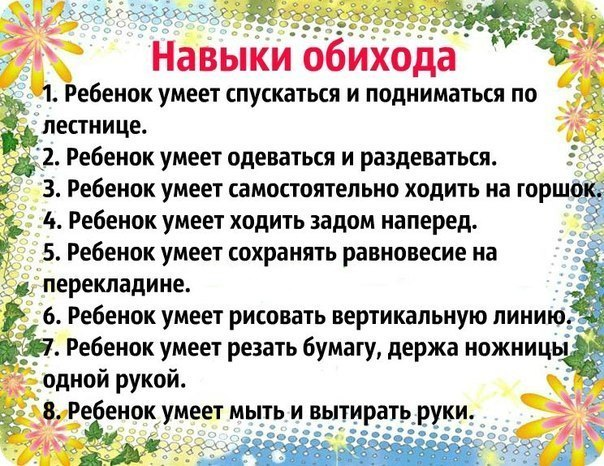 Навыки обихода
1. Ребенок умеет спускаться и подниматься по
лестнице.
2. Ребенок умеет одеваться и раздеваться.
3. Ребенок умеет самостоятельно ходить на горшок.
4. Ребенок умеет ходить задом наперед.
5. Ребенок умеет сохранять равновесие на
перекладине.
6. Ребенок умеет рисовать вертикальную линию.
7. Ребенок умеет резать бумагу, держа ножницы
одной рукой.
8. Ребенок умеет мыть и вытирать руки.